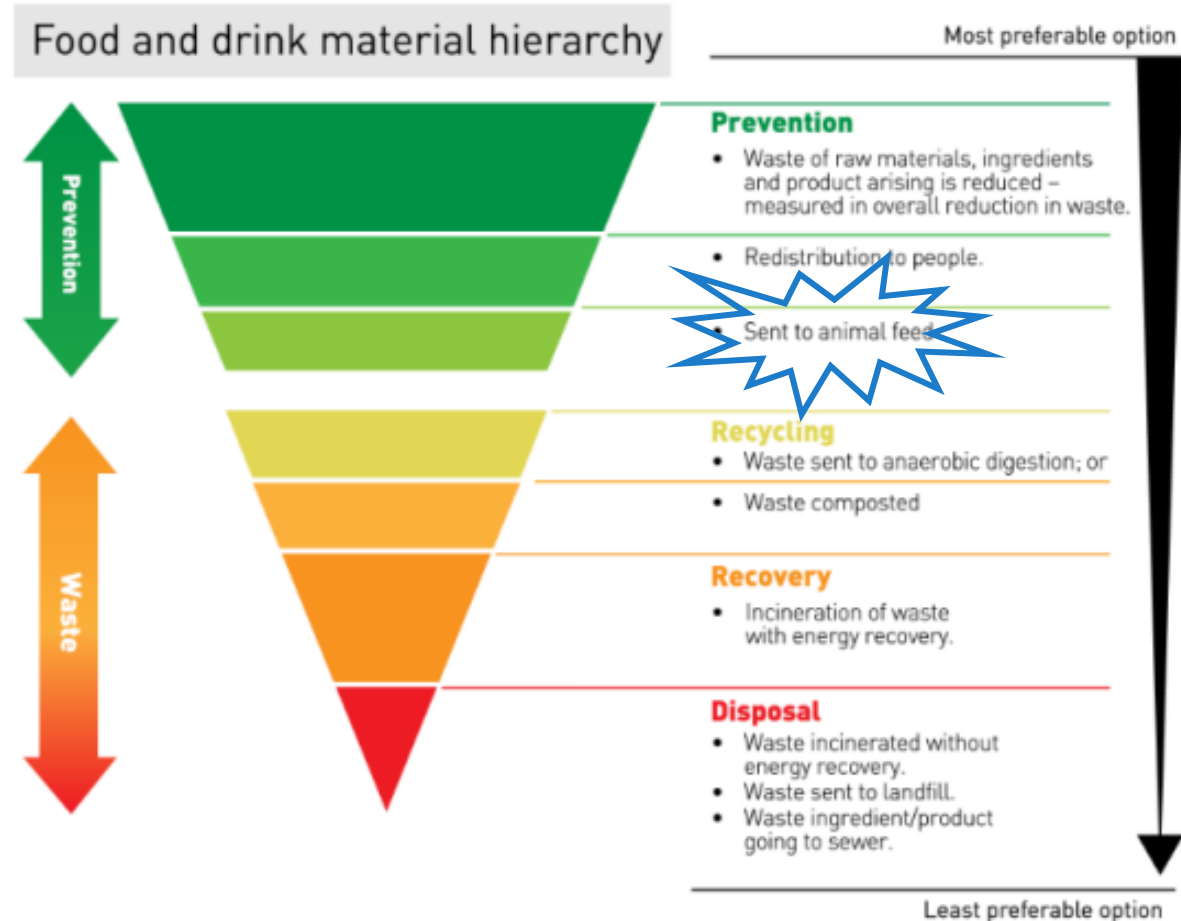 Food and drink material hierarchy
Most preferable option
Prevention
Prevention
• Waste of raw materials, ingredients
and product arising is reduced –
measured in overall reduction in waste.
• Redistribution to people.
• Sent to animal feed
Waste
Recycling
• Waste sent to anaerobic digestion; or
• Waste composted
Recovery
• Incineration of waste
with energy recovery.
Disposal
• Waste incinerated without
energy recovery.
• Waste sent to landfill.
• Waste ingredient/product
going to sewer.
Least preferable option